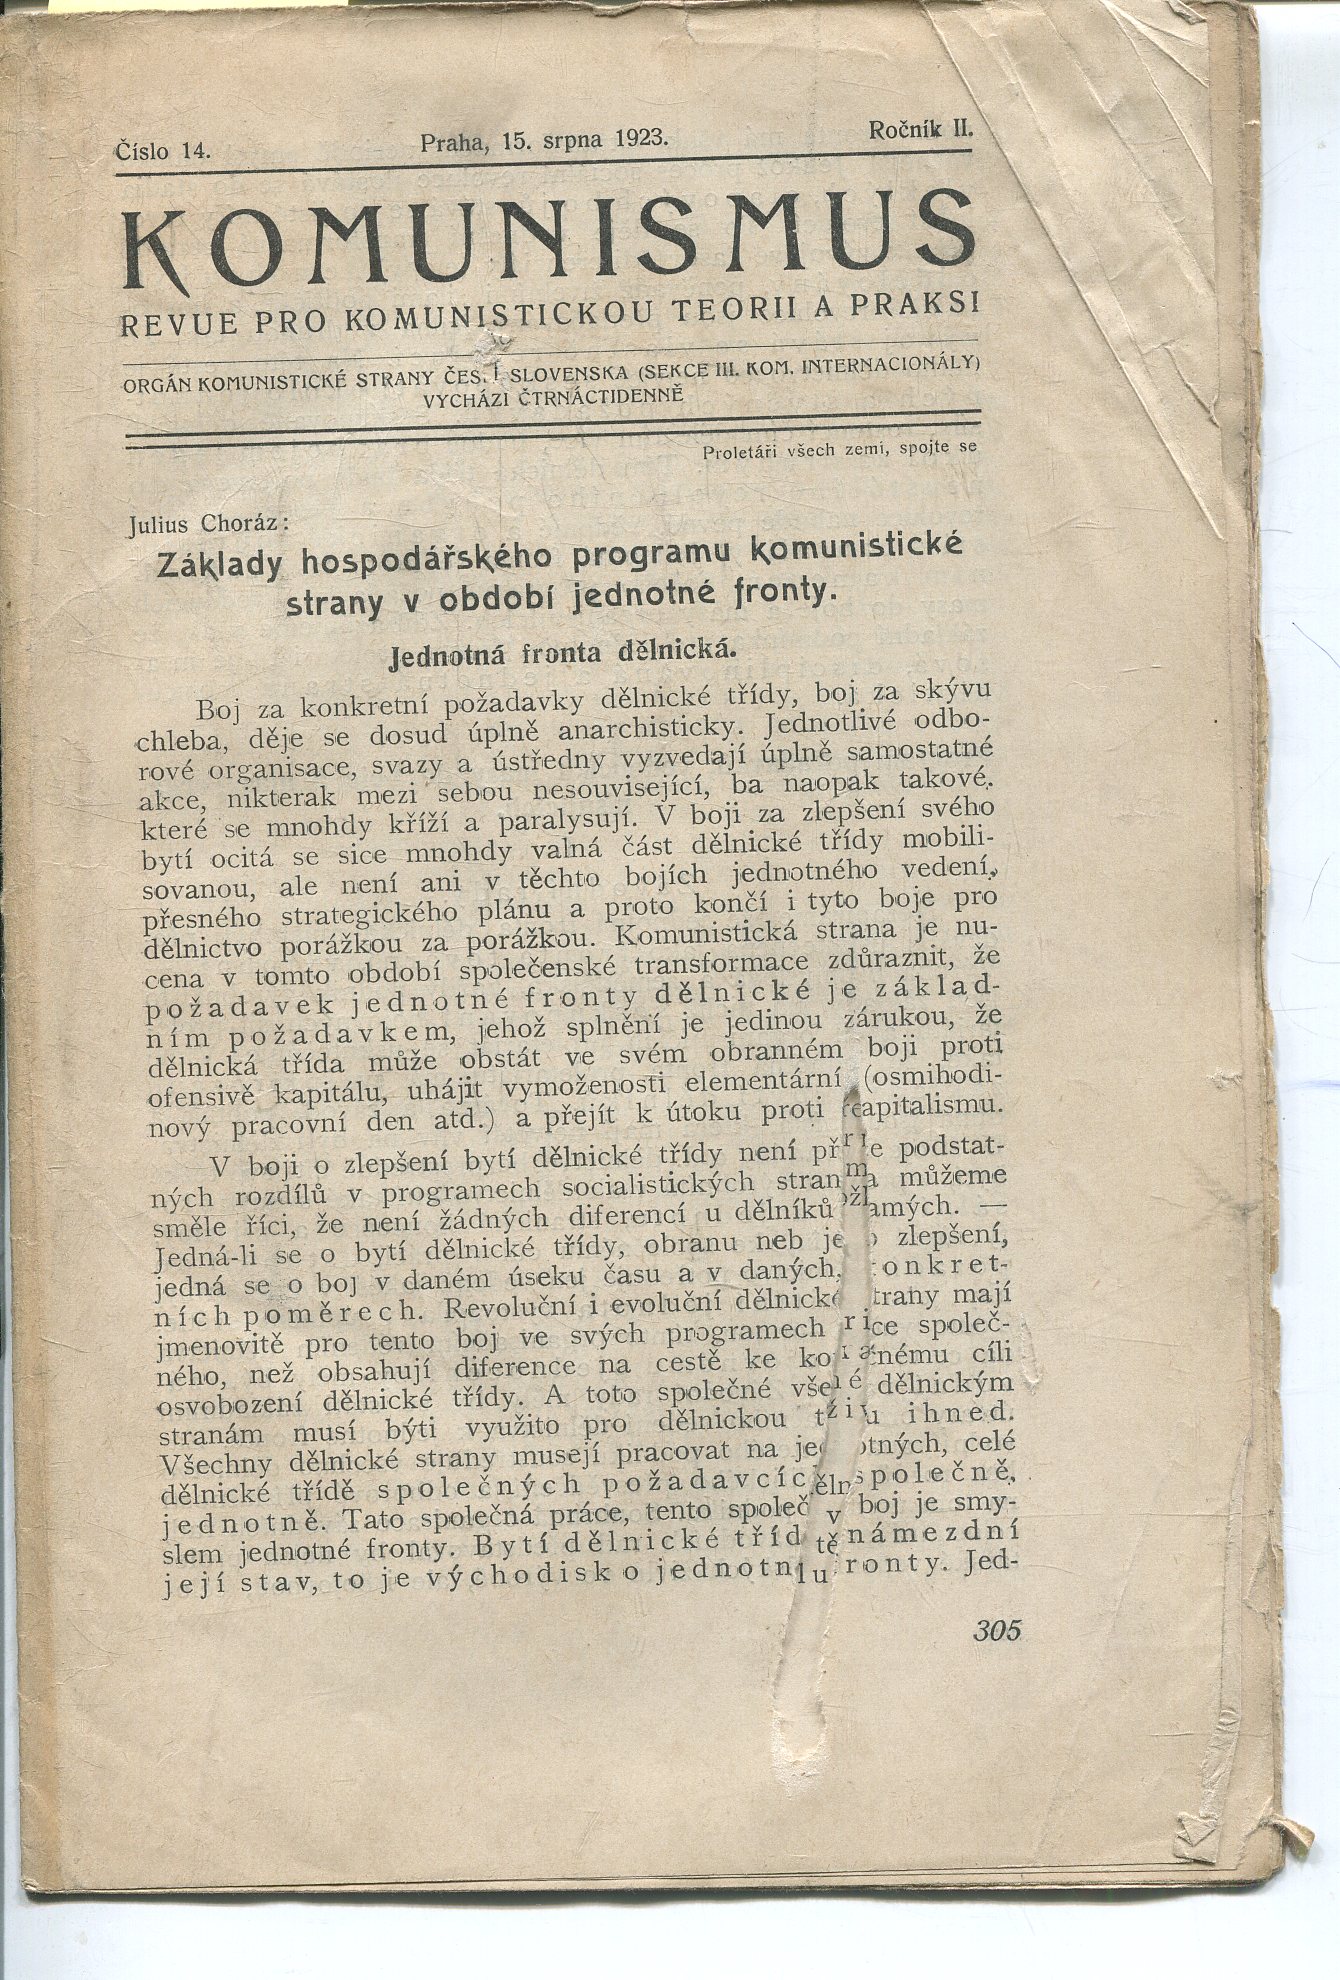 Číslo 14.
Praha, 15. srpna 1923.
Ročník II.
KOMUNISMUS
REVUE PRO KOMUNISTICKOU TEORII A PRAKSI
ORGÁN KOMUNISTICKÉ STRANY SLOVENSKA (SEKCE III. KOM. INTERNACIONÁLY)
VYCHÁZI ČTRNÁCTIDENNĚ
Proletáři všech zemí, spojte se
Julius Choráz:
Základy hospodářského programu komunistické
strany v období jednotné fronty.
Jednotná fronta dělnická.
Boj za konkretní požadavky dělnické třídy, boj za skývu
chleba, děje se dosud úplně anarchisticky. Jednotlivé odbo-
rové organisace, svazy a ústředny vyzvedají úplně samostatné
akce, nikterak mezi sebou nesouvisející, ba naopak takové,
které se mnohdy kříží a paralysují. V boji za zlepšení svého
bytí ocitá se sice mnohdy valná část dělnické třídy mobili-
sovanou, ale není ani v těchto bojích jednotného vedení,
přesného strategického plánu a proto končí i tyto boje pro
dělnictvo porážkou za porážkou. Komunistická strana je nu-
cena v tomto období společenské transformace zdůraznit, že
požadavek jednotné fronty dělnické je základ-
ním požadavkem, jehož splnění je jedinou zárukou, že
dělnická třída může obstát ve svém obranném boji proti
ofensivě kapitálu, uhájit vymoženosti elementární (osmihodi-
nový pracovní den atd.) a přejít k útoku proti kapitalismu.
V boji o zlepšení bytí dělnické třídy není podstat-
ných rozdílů v programech socialistických stran a můžeme
směle říci, že není žádných diferencí u dělníků samých. —
Jedná-li se o bytí dělnické třídy, obranu neb zlepšení,
jedná se o boj v daném úseku času a v daných, konkret-
ních poměrech. Revoluční i evoluční dělnické strany mají
jmenovitě pro tento boj ve svých programech více společ-
ného, než obsahují diference na cestě ke konečnému cíli
osvobození dělnické třídy. A toto společné všem dělnickým
stranám musí býti využito pro dělnickou třídu ihned.
Všechny dělnické strany musejí pracovat na jednotných, celé
dělnické třídě společných požadavcích společně,
jednotně. Tato společná práce, tento společný boj je smy-
slem jednotné fronty. Bytí dělnické třídy námezdní
její stav, to je východisko jednotné fronty. Jed-
305